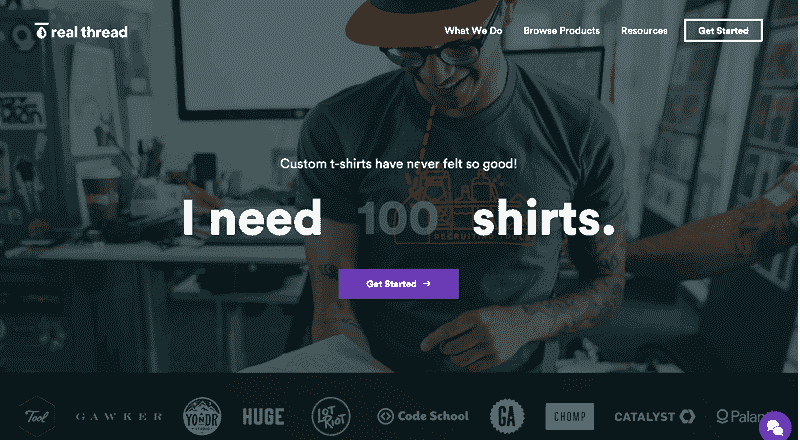 real thread
What We Do
Browse Products
Resources
Get Started
Custom t-shirts have never felt so good!
I need 100 shirts.
Get Started →
Tool
GAWKER
YONDR
HUGE
LOT RIOT
Code School
GA
CHOMP
CATALYST